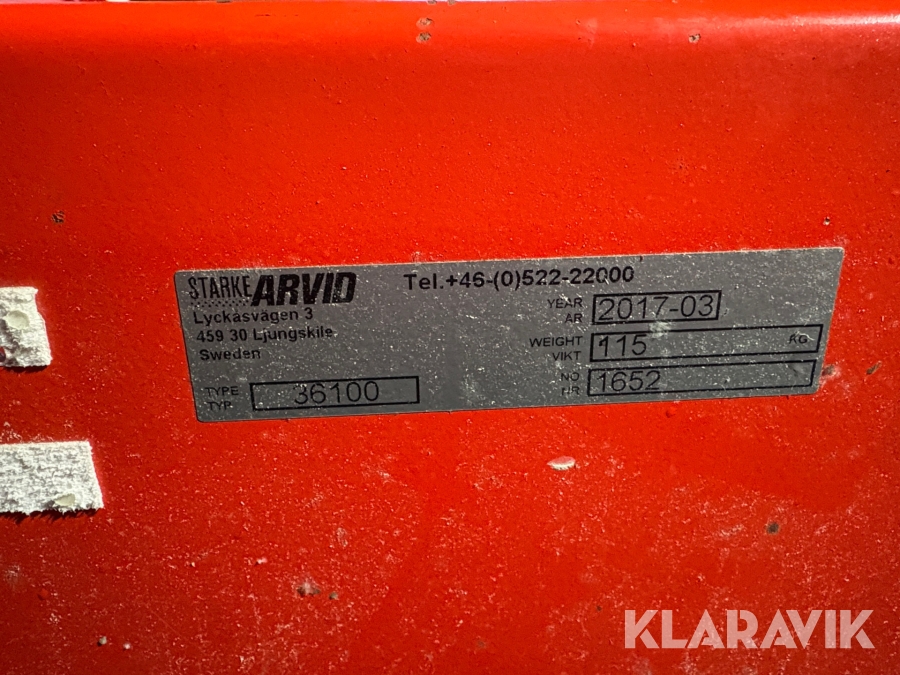 STARKE ARVID
Lyckåsvägen 3
459 30 Ljungskile
Sweden
TYPE
TYP
36100
Tel.+46-(0)522-22000
YEAR
ÅR
2017-03
WEIGHT
VIKT
115 KG
NO
NR
1652
KLARAVIK